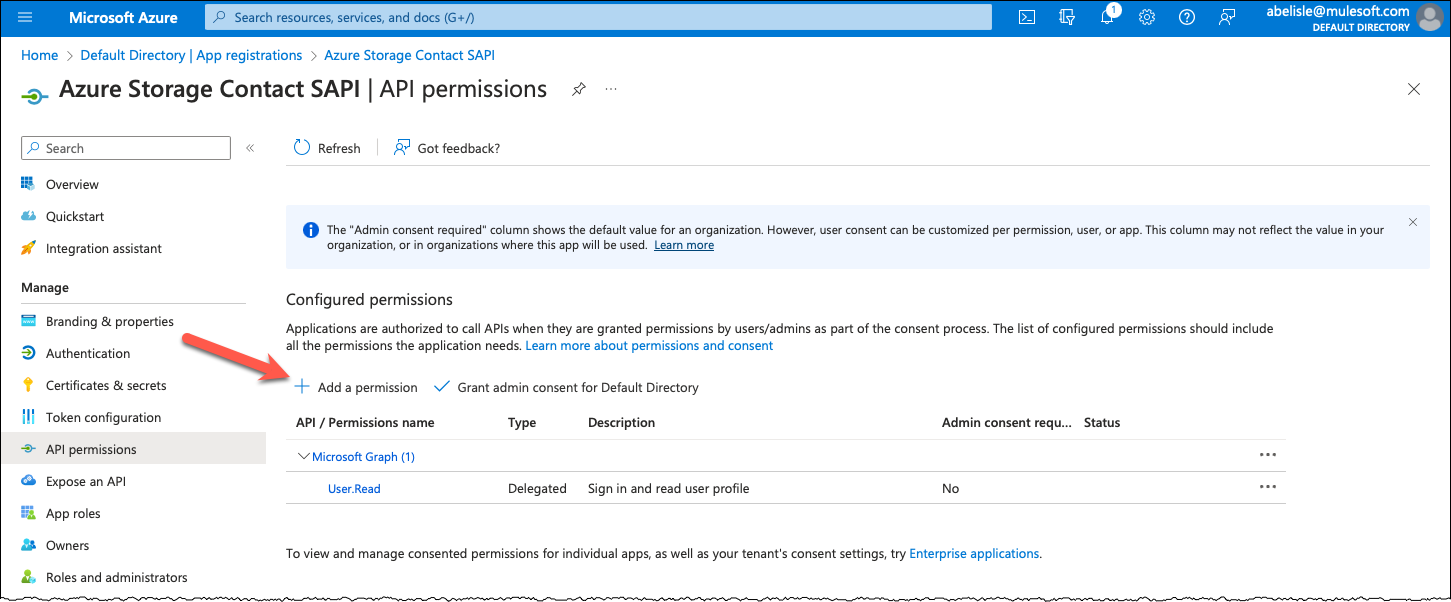 Microsoft Azure
Search resources, services, and docs (G+/)
1
abelisle@mulesoft.com
DEFAULT DIRECTORY
Home > Default Directory | App registrations > Azure Storage Contact SAPI
Azure Storage Contact SAPI | API permissions
Search
«
Refresh
Got feedback?
Overview
Quickstart
Integration assistant
Manage
Branding & properties
Authentication
Certificates & secrets
Token configuration
API permissions
Expose an API
App roles
Owners
Roles and administrators
The "Admin consent required" column shows the default value for an organization. However, user consent can be customized per permission, user, or app. This column may not reflect the value in your
organization, or in organizations where this app will be used. Learn more
Configured permissions
Applications are authorized to call APIs when they are granted permissions by users/admins as part of the consent process. The list of configured permissions should include
all the permissions the application needs. Learn more about permissions and consent
Add a permission
Grant admin consent for Default Directory
API / Permissions name Type Description Admin consent requ... Status
Microsoft Graph (1)
User.Read Delegated Sign in and read user profile No
To view and manage consented permissions for individual apps, as well as your tenant's consent settings, try Enterprise applications.